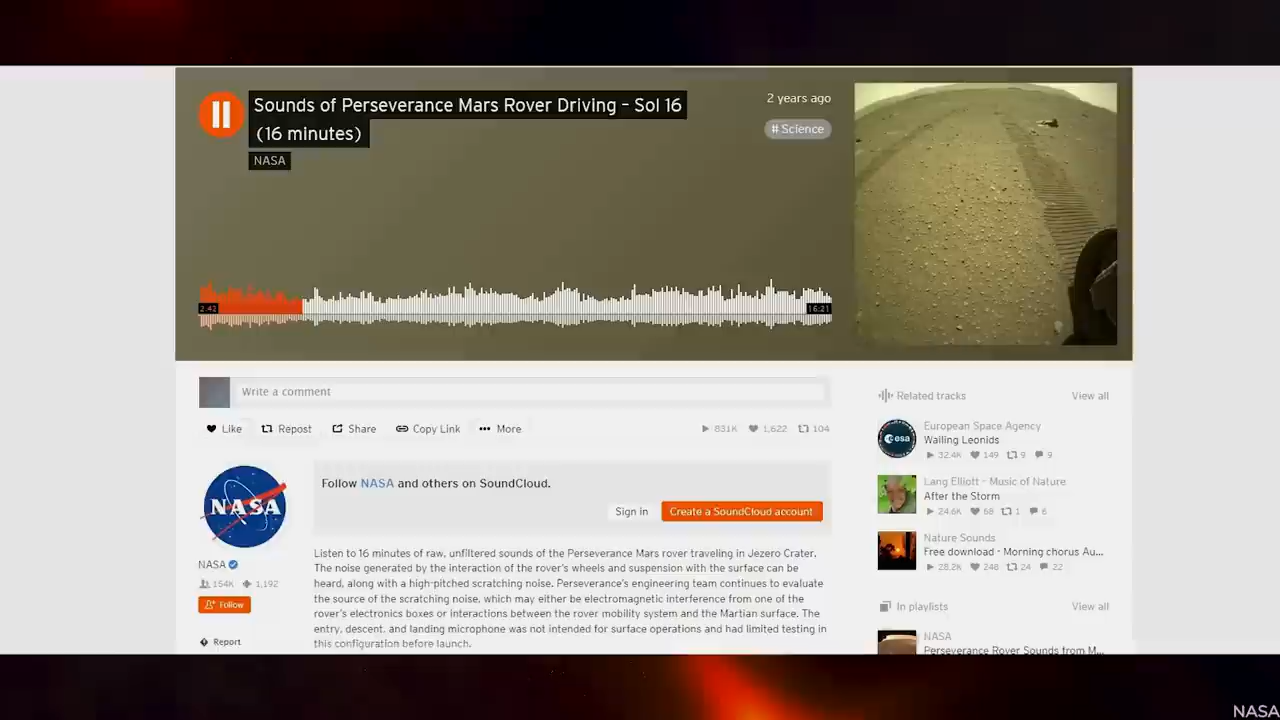 Sounds of Perseverance Mars Rover Driving – Sol 16
(16 minutes)
NASA
2 years ago
# Science
2:42
16:21
Write a comment
Like
Repost
Share
Copy Link
More
831K
1,622
104
NASA
NASA
154K
1,192
Follow
Report
Follow NASA and others on SoundCloud.
Sign in
Create a SoundCloud account
Listen to 16 minutes of raw, unfiltered sounds of the Perseverance Mars rover traveling in Jezero Crater.
The noise generated by the interaction of the rover's wheels and suspension with the surface can be
heard, along with a high-pitched scratching noise. Perseverance's engineering team continues to evaluate
the source of the scratching noise, which may either be electromagnetic interference from one of the
rover's electronics boxes or interactions between the rover mobility system and the Martian surface. The
entry, descent, and landing microphone was not intended for surface operations and had limited testing in
this configuration before launch.
Related tracks
View all
esa
European Space Agency
Wailing Leonids
32.4K 149 9 9
Lang Elliott - Music of Nature
After the Storm
24.6K 68 1 6
Nature Sounds
Free download - Morning chorus Au...
28.2K 248 24 22
In playlists
View all
NASA
Perseverance Rover Sounds from M...
NASA